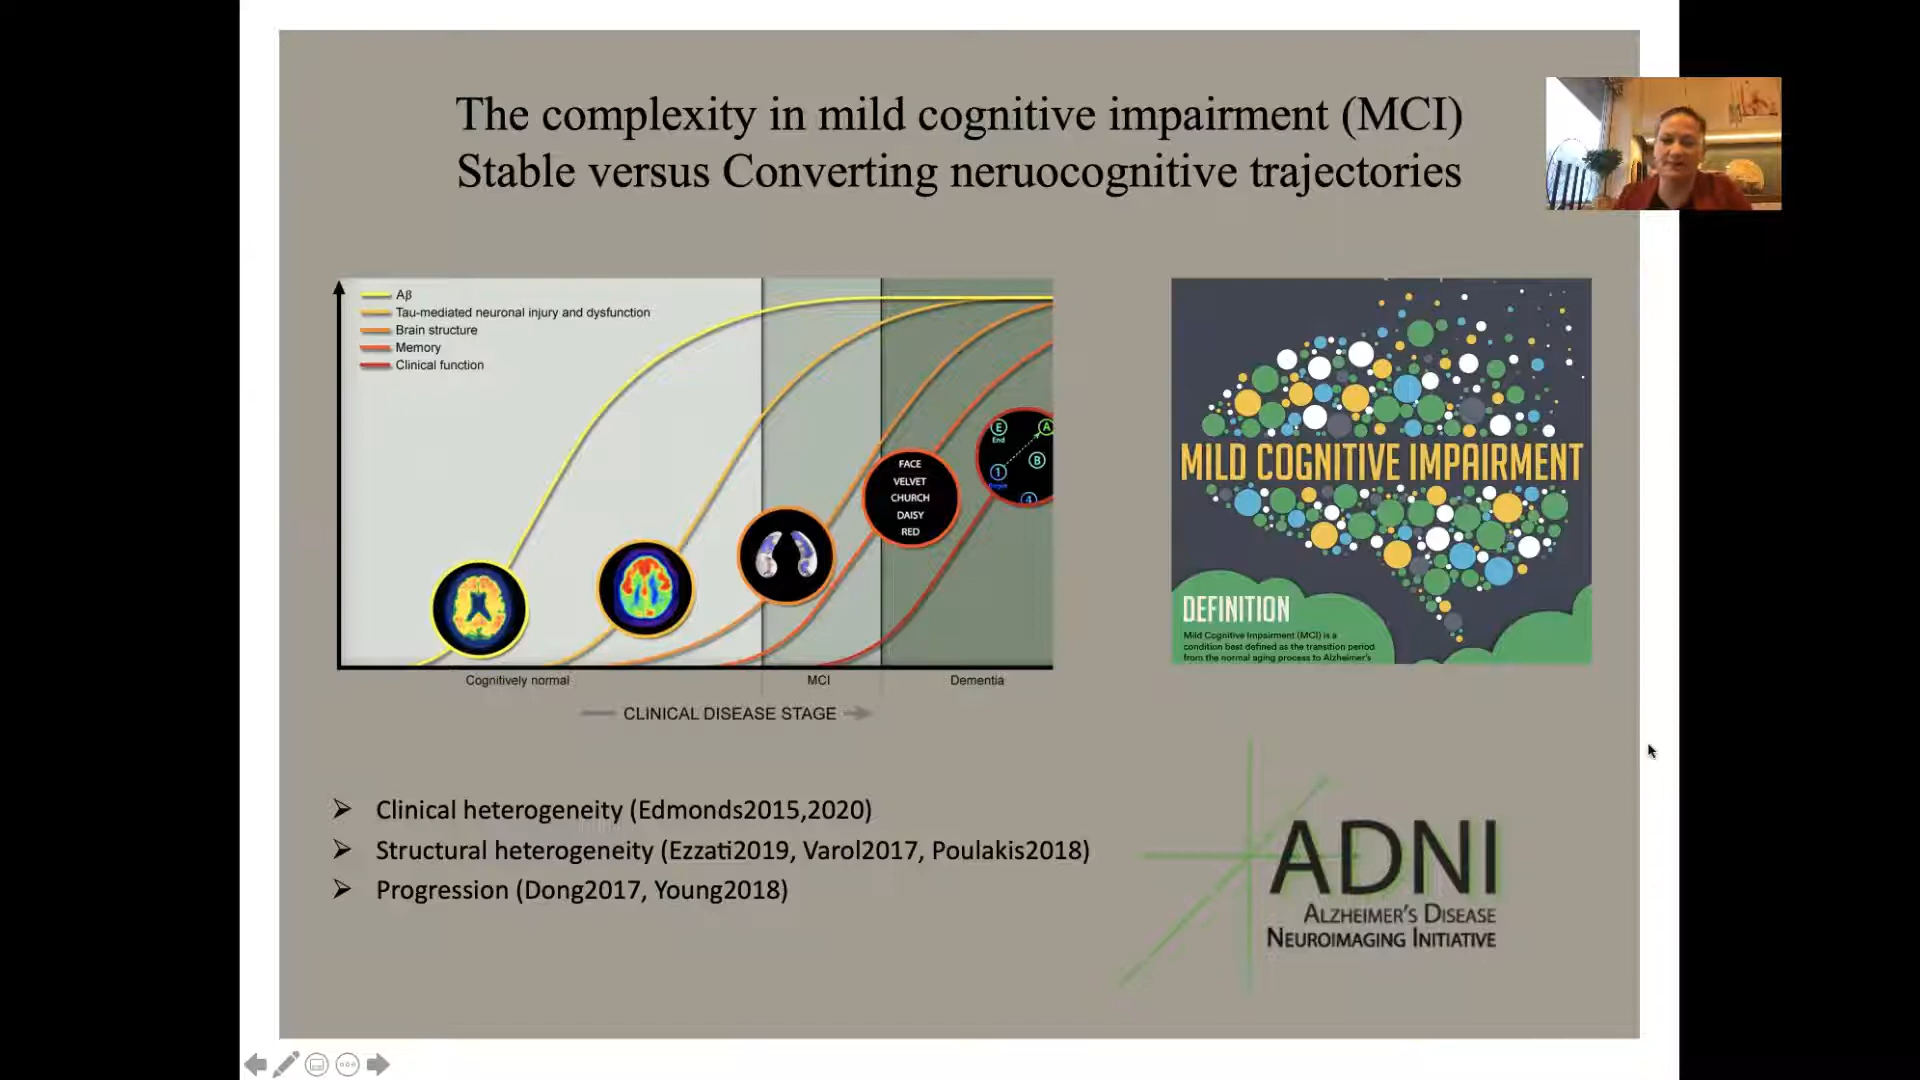 The complexity in mild cognitive impairment (MCI)
Stable versus Converting neruocognitive trajectories
Aβ
Tau-mediated neuronal injury and dysfunction
Brain structure
Memory
Clinical function
FACE
VELVET
CHURCH
DAISY
RED
E
End
A
B
1
Begin
4
Cognitively normal
MCI
Dementia
CLINICAL DISEASE STAGE
MILD COGNITIVE IMPAIRMENT
DEFINITION
Mild Cognitive Impairment (MCI) is a
condition best defined as the transition period
from the normal aging process to Alzheimer's
Clinical heterogeneity (Edmonds2015,2020)
Structural heterogeneity (Ezzati2019, Varol2017, Poulakis2018)
Progression (Dong2017, Young2018)
ADNI
ALZHEIMER'S DISEASE
NEUROIMAGING INITIATIVE